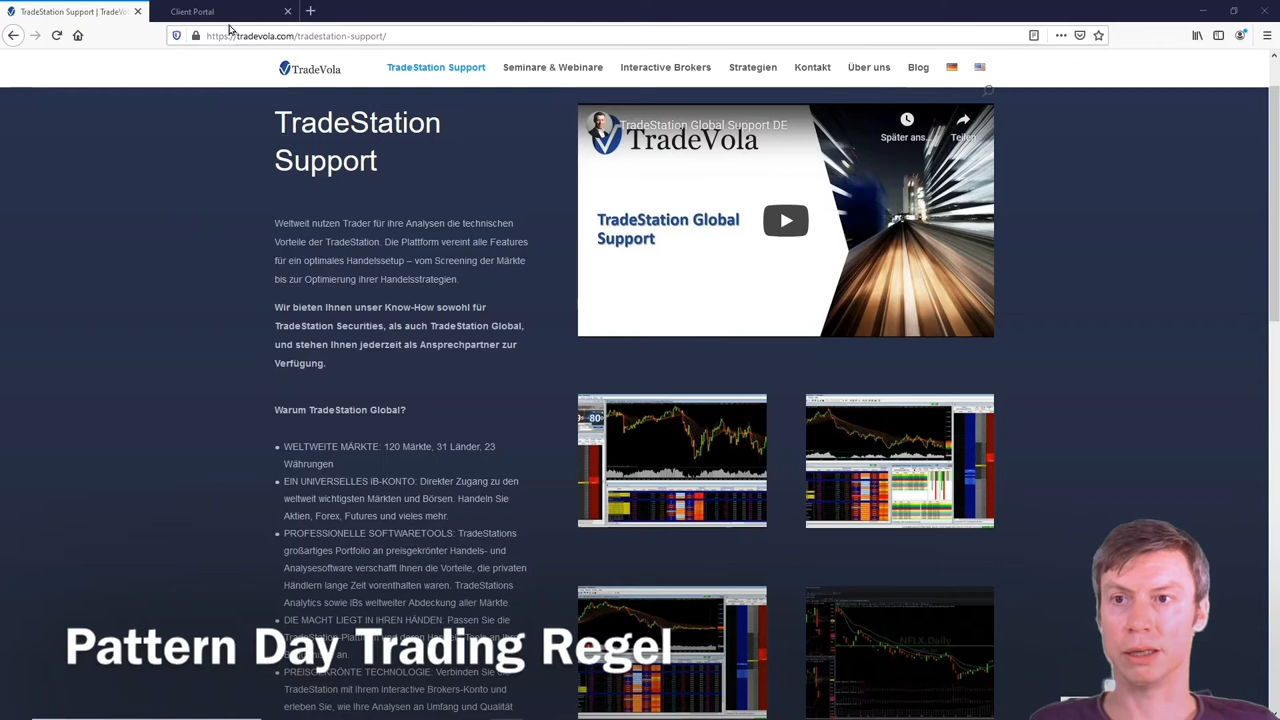 TradeStation Support | TradeVol
Client Portal
https://tradevola.com/tradestation-support/
TradeVola
TradeStation Support
Seminare & Webinare
Interactive Brokers
Strategien
Kontakt
Über uns
Blog
TradeStation
Support
Weltweit nutzen Trader für ihre Analysen die technischen
Vorteile der TradeStation. Die Plattform vereint alle Features
für ein optimales Handelssetup – vom Screening der Märkte
bis zur Optimierung ihrer Handelsstrategien.
Wir bieten Ihnen unser Know-How sowohl für
TradeStation Securities, als auch TradeStation Global,
und stehen Ihnen jederzeit als Ansprechpartner zur
Verfügung.
Warum TradeStation Global?
WELTWEITE MÄRKTE: 120 Märkte, 31 Länder, 23
Währungen
EIN UNIVERSELLES IB-KONTO: Direkter Zugang zu den
weltweit wichtigsten Märkten und Börsen. Handeln Sie
Aktien, Forex, Futures und vieles mehr.
PROFESSIONELLE SOFTWARETOOLS: TradeStations
großartiges Portfolio an preisgekrönter Handels- und
Analysesoftware verschafft Ihnen die Vorteile, die privaten
Händlern lange Zeit vorenthalten waren. TradeStations
Analytics sowie IBs weltweiter Abdeckung aller Märkte.
DIE MACHT LIEGT IN IHREN HÄNDEN: Passen Sie die
an.
PREISGEKRÖNTE TECHNOLOGIE: Verbinden Sie
TradeStation mit Ihrem Interactive Brokers-Konto und
erleben Sie, wie Ihre Analysen an Umfang und Qualität
TradeStation Global Support DE
Später ans...
Teilen
TradeVola
TradeStation Global
Support
80
NFLX, Daily
Pattern Day Trading Regel